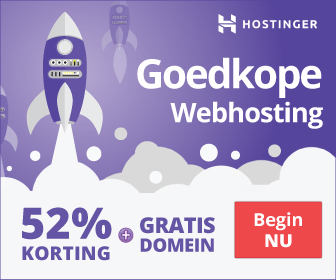 HOSTINGER
Goedkope
Webhosting
52%
KORTING
+
GRATIS
DOMEIN
Begin
NU